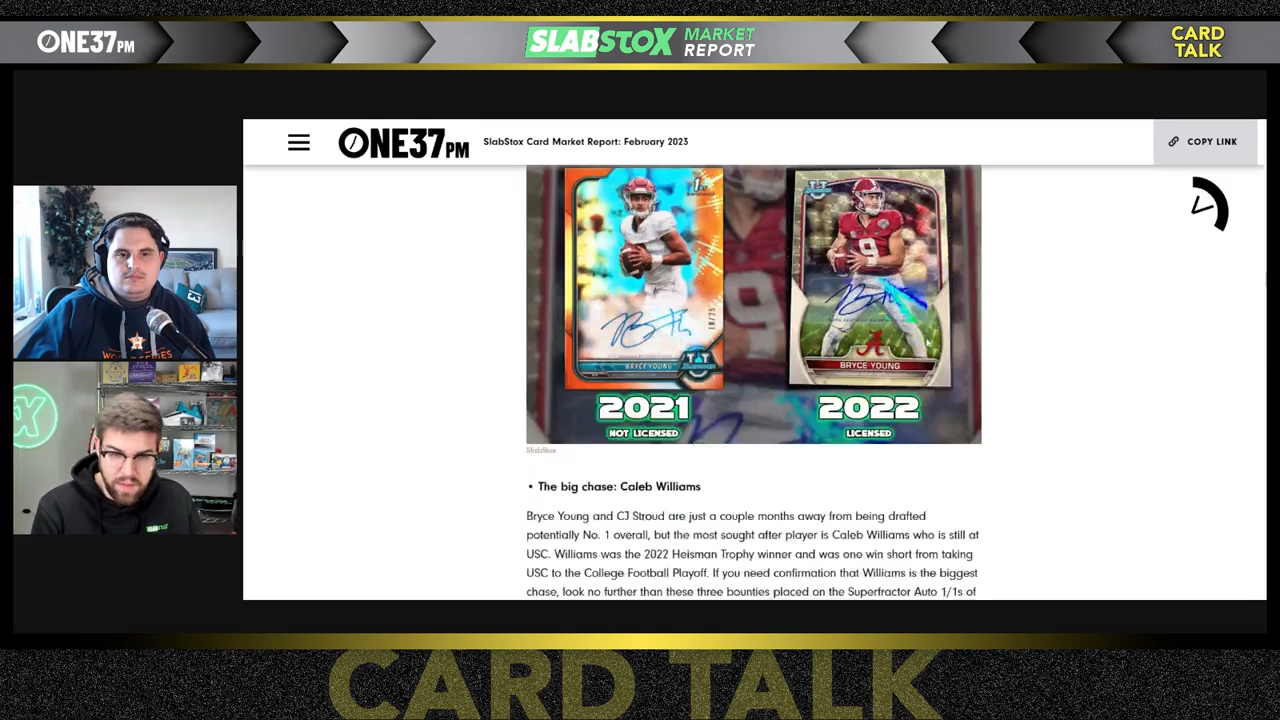 ONE37PM
SLABSTOX MARKET REPORT
CARD TALK
ONE37PM
SlabStox Card Market Report: February 2023
COPY LINK
1st
18/25
BRYCE YOUNG
9
BRYCE YOUNG
2021
NOT LICENSED
2022
LICENSED
SlabStox
• The big chase: Caleb Williams
Bryce Young and CJ Stroud are just a couple months away from being drafted
potentially No. 1 overall, but the most sought after player is Caleb Williams who is still at
USC. Williams was the 2022 Heisman Trophy winner and was one win short from taking
USC to the College Football Playoff. If you need confirmation that Williams is the biggest
chase, look no further than these three bounties placed on the Superfractor Auto 1/1s of
CARD TALK